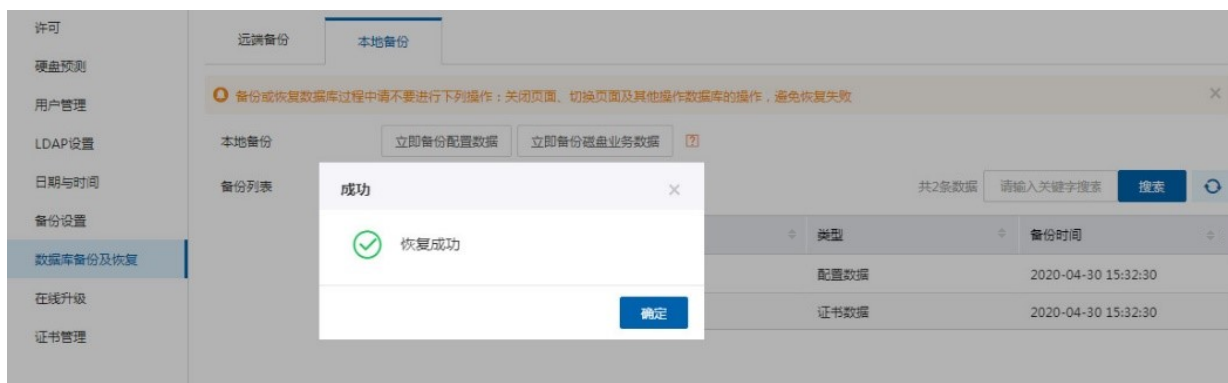 许可
硬盘预测
用户管理
LDAP设置
日期与时间
备份设置
数据库备份及恢复
在线升级
证书管理
远端备份 本地备份
备份或恢复数据库过程中请不要进行下列操作：关闭页面、切换页面及其他操作数据库的操作，避免恢复失败
本地备份 立即备份配置数据 立即备份磁盘业务数据 ?
备份列表 共2条数据 请输入关键字搜索 搜索
类型 备份时间
配置数据 2020-04-30 15:32:30
证书数据 2020-04-30 15:32:30
成功
恢复成功
确定